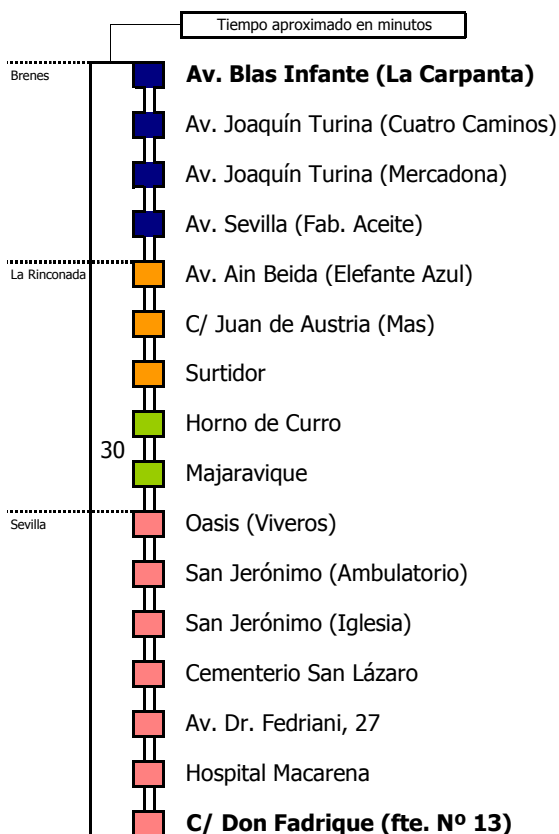 Tiempo aproximado en minutos
Brenes
Av. Blas Infante (La Carpanta)
Av. Joaquín Turina (Cuatro Caminos)
Av. Joaquín Turina (Mercadona)
Av. Sevilla (Fab. Aceite)
La Rinconada
Av. Ain Beida (Elefante Azul)
C/ Juan de Austria (Mas)
Surtidor
Horno de Curro
30
Majaravique
Sevilla
Oasis (Viveros)
San Jerónimo (Ambulatorio)
San Jerónimo (Iglesia)
Cementerio San Lázaro
Av. Dr. Fedriani, 27
Hospital Macarena
C/ Don Fadrique (fte. Nº 13)